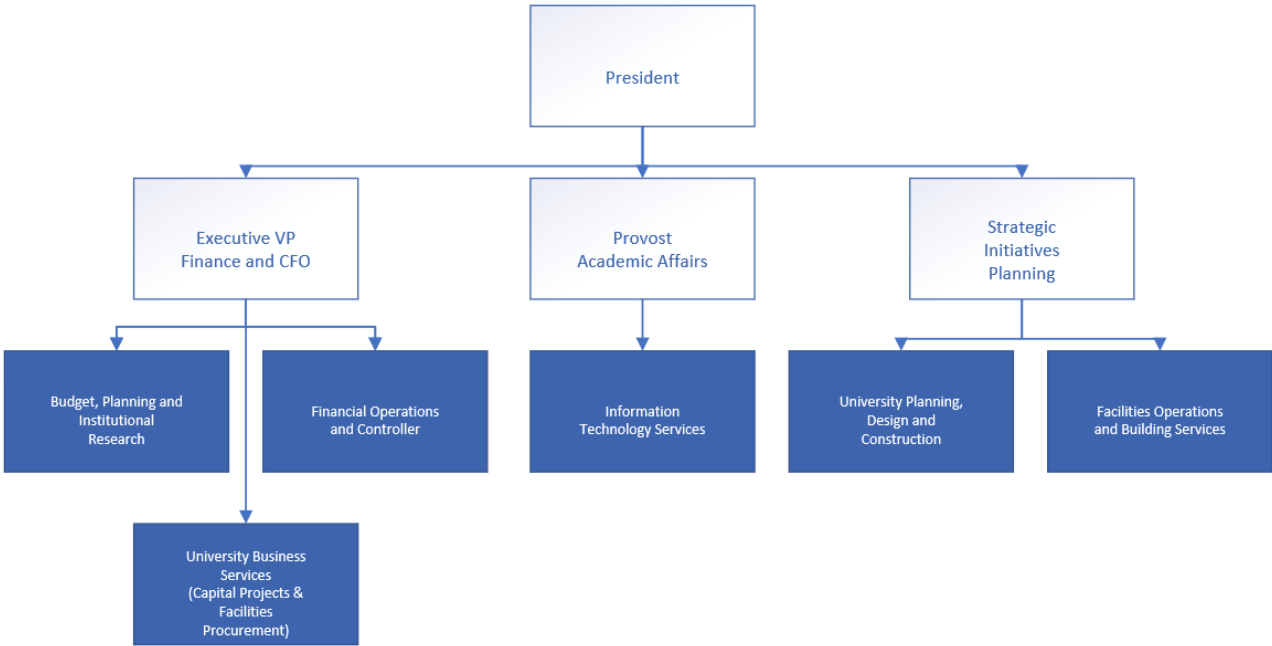 President
Executive VP
Finance and CFO
Provost
Academic Affairs
Strategic
Initiatives
Planning
Budget, Planning and
Institutional
Research
Financial Operations
and Controller
Information
Technology Services
University Planning,
Design and
Construction
Facilities Operations
and Building Services
University Business
Services
(Capital Projects &
Facilities
Procurement)